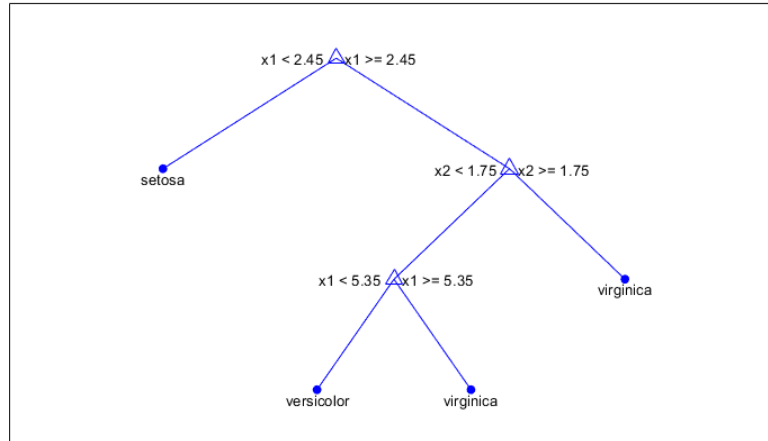 x1 < 2.45 x1 >= 2.45
setosa
x2 < 1.75 x2 >= 1.75
x1 < 5.35 x1 >= 5.35
virginica
versicolor
virginica